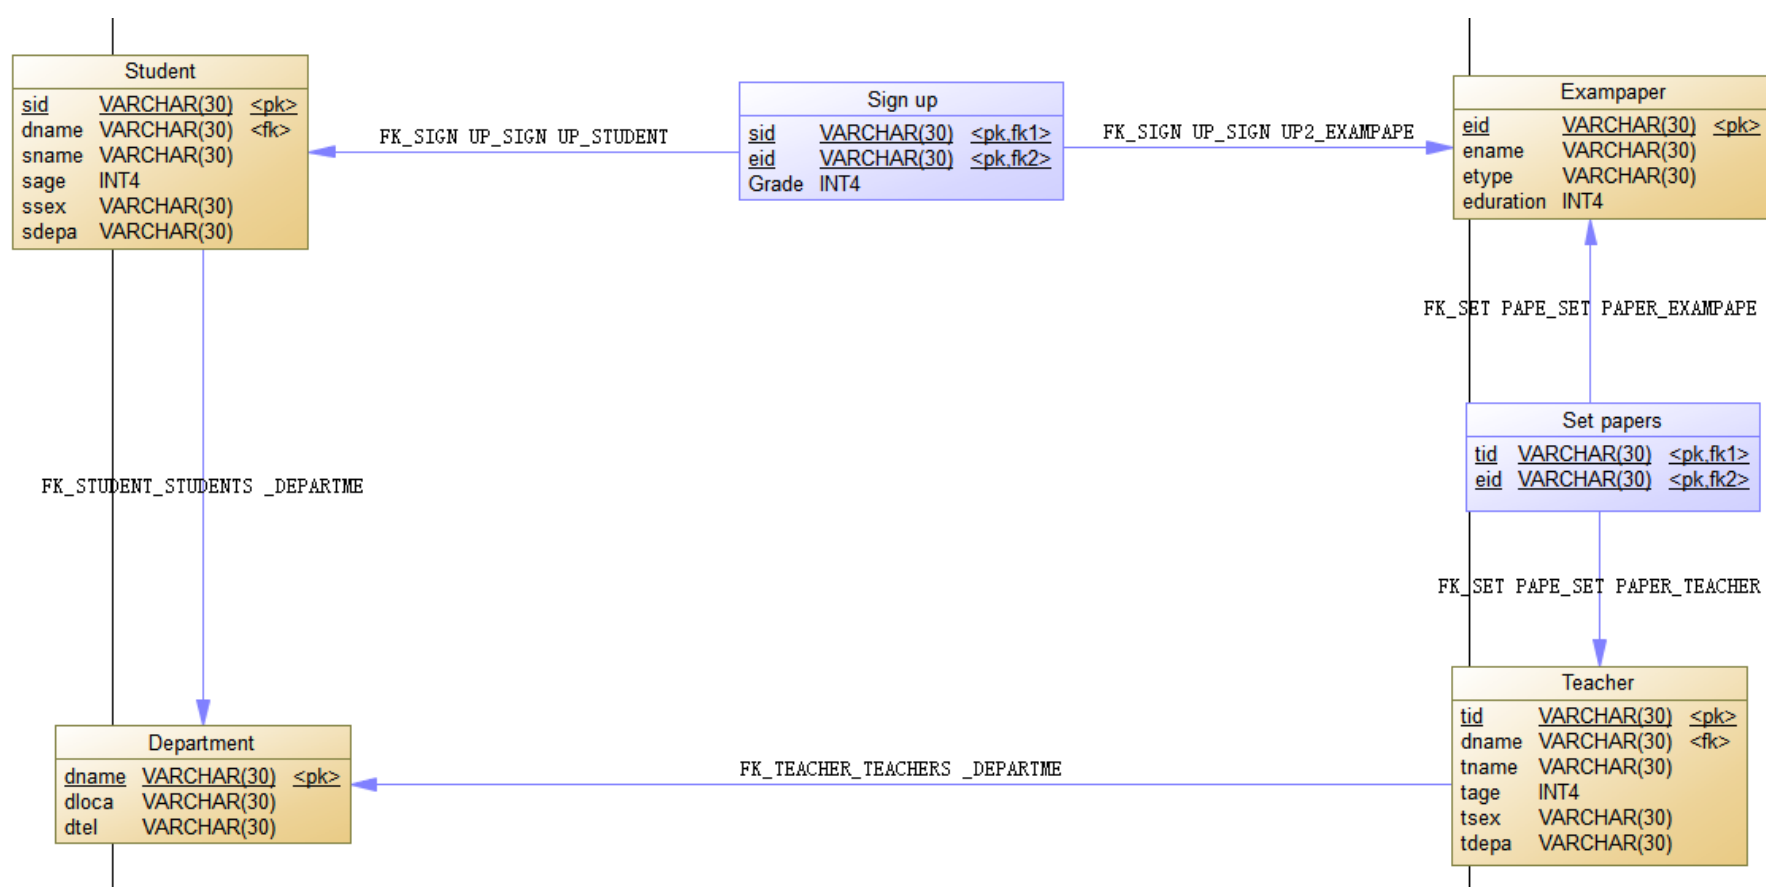 Student
sid VARCHAR(30) <pk>
dname VARCHAR(30) <fk>
sname VARCHAR(30)
sage INT4
ssex VARCHAR(30)
sdepa VARCHAR(30)
FK_SIGN UP_SIGN UP_STUDENT
Sign up
sid VARCHAR(30) <pk,fk1>
eid VARCHAR(30) <pk,fk2>
Grade INT4
FK_SIGN UP_SIGN UP2_EXAMPAPE
Exampaper
eid VARCHAR(30) <pk>
ename VARCHAR(30)
etype VARCHAR(30)
eduration INT4
FK_SET PAPE_SET PAPER_EXAMPAPE
Set papers
tid VARCHAR(30) <pk,fk1>
eid VARCHAR(30) <pk,fk2>
FK_STUDENT_STUDENTS _DEPARTME
FK_SET PAPE_SET PAPER_TEACHER
Department
dname VARCHAR(30) <pk>
dloca VARCHAR(30)
dtel VARCHAR(30)
FK_TEACHER_TEACHERS _DEPARTME
Teacher
tid VARCHAR(30) <pk>
dname VARCHAR(30) <fk>
tname VARCHAR(30)
tage INT4
tsex VARCHAR(30)
tdepa VARCHAR(30)